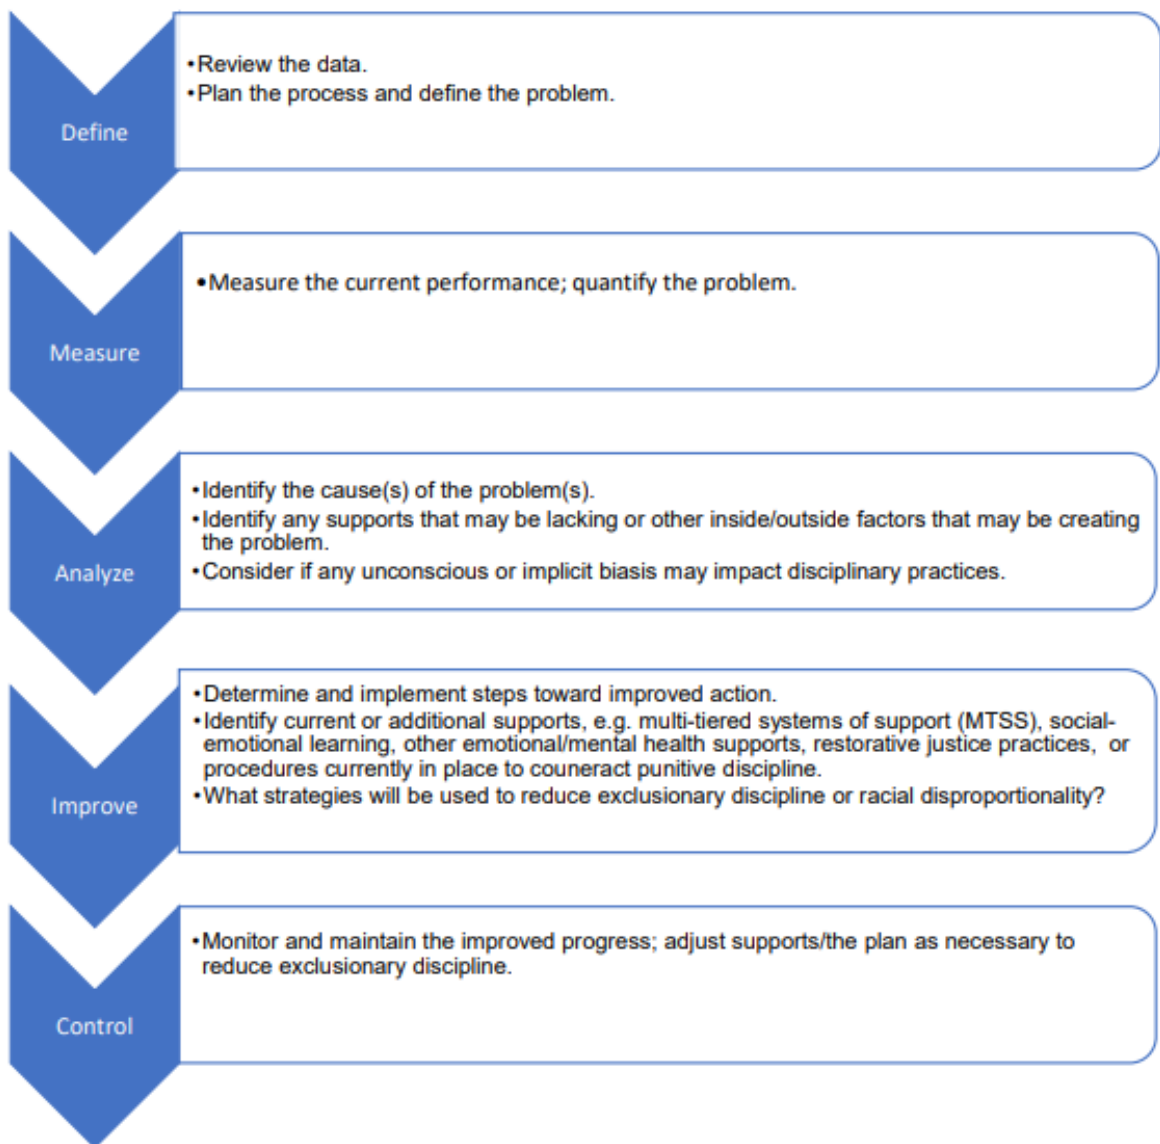 Define
•Review the data.
•Plan the process and define the problem.
Measure
•Measure the current performance; quantify the problem.
Analyze
•Identify the cause(s) of the problem(s).
•Identify any supports that may be lacking or other inside/outside factors that may be creating
the problem.
•Consider if any unconscious or implicit biasis may impact disciplinary practices.
Improve
•Determine and implement steps toward improved action.
•Identify current or additional supports, e.g. multi-tiered systems of support (MTSS), social-
emotional learning, other emotional/mental health supports, restorative justice practices, or
procedures currently in place to couneract punitive discipline.
•What strategies will be used to reduce exclusionary discipline or racial disproportionality?
Control
•Monitor and maintain the improved progress; adjust supports/the plan as necessary to
reduce exclusionary discipline.